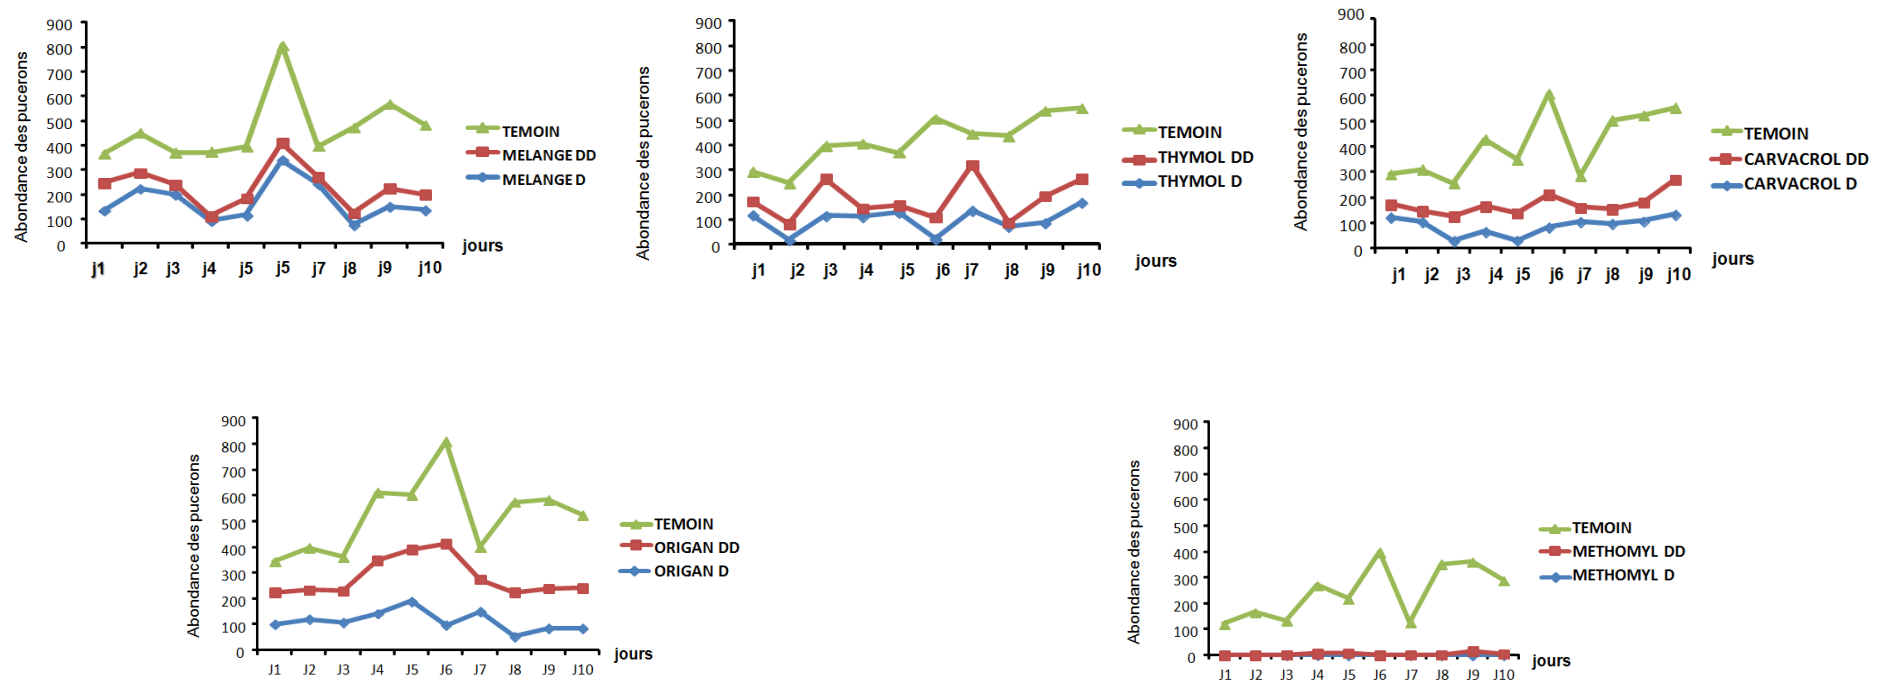 Abondance des pucerons
900
800
700
600
500
400
300
200
100
0
j1 j2 j3 j4 j5 j5 j7 j8 j9 j10
jours
TEMOIN
MELANGE DD
MELANGE D
Abondance des pucerons
900
800
700
600
500
400
300
200
100
0
j1 j2 j3 j4 j5 j6 j7 j8 j9 j10
jours
TEMOIN
THYMOL DD
THYMOL D
Abondance des pucerons
900
800
700
600
500
400
300
200
100
0
j1 j2 j3 j4 j5 j6 j7 j8 j9 j10
jours
TEMOIN
CARVACROL DD
CARVACROL D
Abondance des pucerons
900
800
700
600
500
400
300
200
100
0
J1 J2 J3 J4 J5 J6 J7 J8 J9 J10
jours
TEMOIN
ORIGAN DD
ORIGAN D
Abondance des pucerons
900
800
700
600
500
400
300
200
100
0
J1 J2 J3 J4 J5 J6 J7 J8 J9 J10
jours
TEMOIN
METHOMYL DD
METHOMYL D